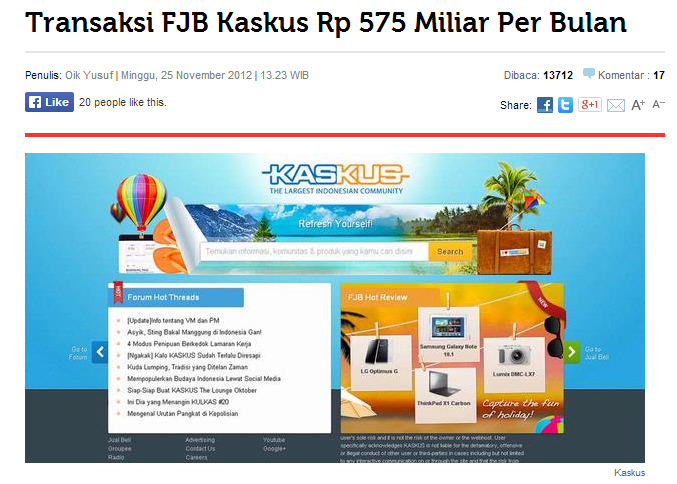 Transaksi FJB Kaskus Rp 575 Miliar Per Bulan
Penulis: Oik Yusuf | Minggu, 25 November 2012 | 13.23 WIB
Dibaca: 13712 Komentar : 17
Like 20 people like this.
Share: g+1 A+ A−
KASKUS
THE LARGEST INDONESIAN COMMUNITY
Refresh Yourself!
Temukan informasi, komunitas & produk yang kamu cari disini
Search
HOT
Forum Hot Threads
[Update]Info tentang VM dan PM
Asyik, Sting Bakal Manggung di Indonesia Gan!
4 Modus Penipuan Berkedok Lamaran Kerja
[Ngakak] Kalo KASKUS Sudah Terlalu Diresapi
Kuda Lumping, Tradisi yang Ditelan Zaman
Mempopulerkan Budaya Indonesia Lewat Social Media
Siap-Siap Buat KASKUS The Lounge Oktober
Ini Dia yang Menangin KULKAS #20
Mengenal Urutan Pangkat di Kepolisian
Go to
Forum
FJB Hot Review
NEW
LG Optimus G
Samsung Galaxy Note
10.1
Lumix DMC-LX7
ThinkPad X1 Carbon
Capture the fun
of holiday!
Go to
Jual Beli
Jual Beli
Groupee
Radio
Advertising
Contact Us
Careers
Youtube
Google+
user's sole risk and it is not the risk of the owner or the webhost. User
specifically acknowledges KASKUS is not liable for the defamatory, offensive
or illegal conduct of other user or third-parties in cases including but not limited
to any interactive communication on or through the site and that the risk from
Kaskus